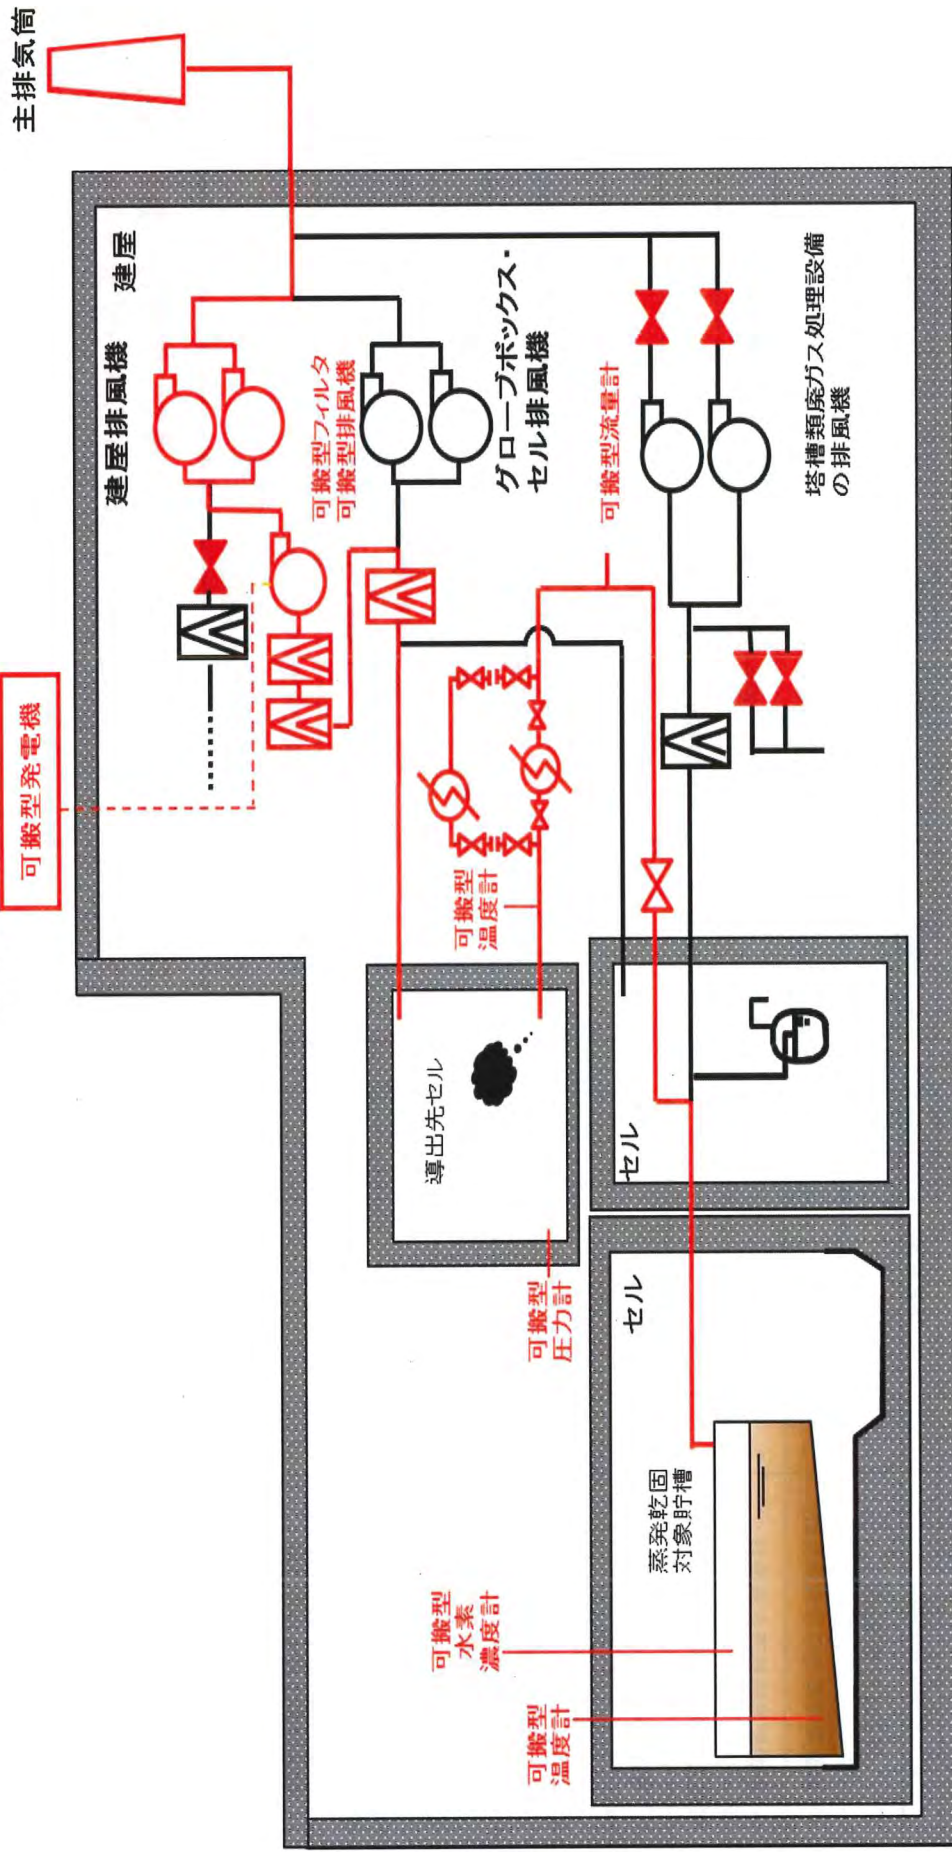 主排気筒
建屋
建屋排風機
可搬型フィルタ
可搬型排風機
グローブボックス・
セル排風機
可搬型流量計
塔槽類廃ガス処理設備
の排風機
可搬型発電機
可搬型
温度計
導出先セル
セル
可搬型
圧力計
セル
蒸発乾固
対象貯槽
可搬型
水素
濃度計
可搬型
温度計